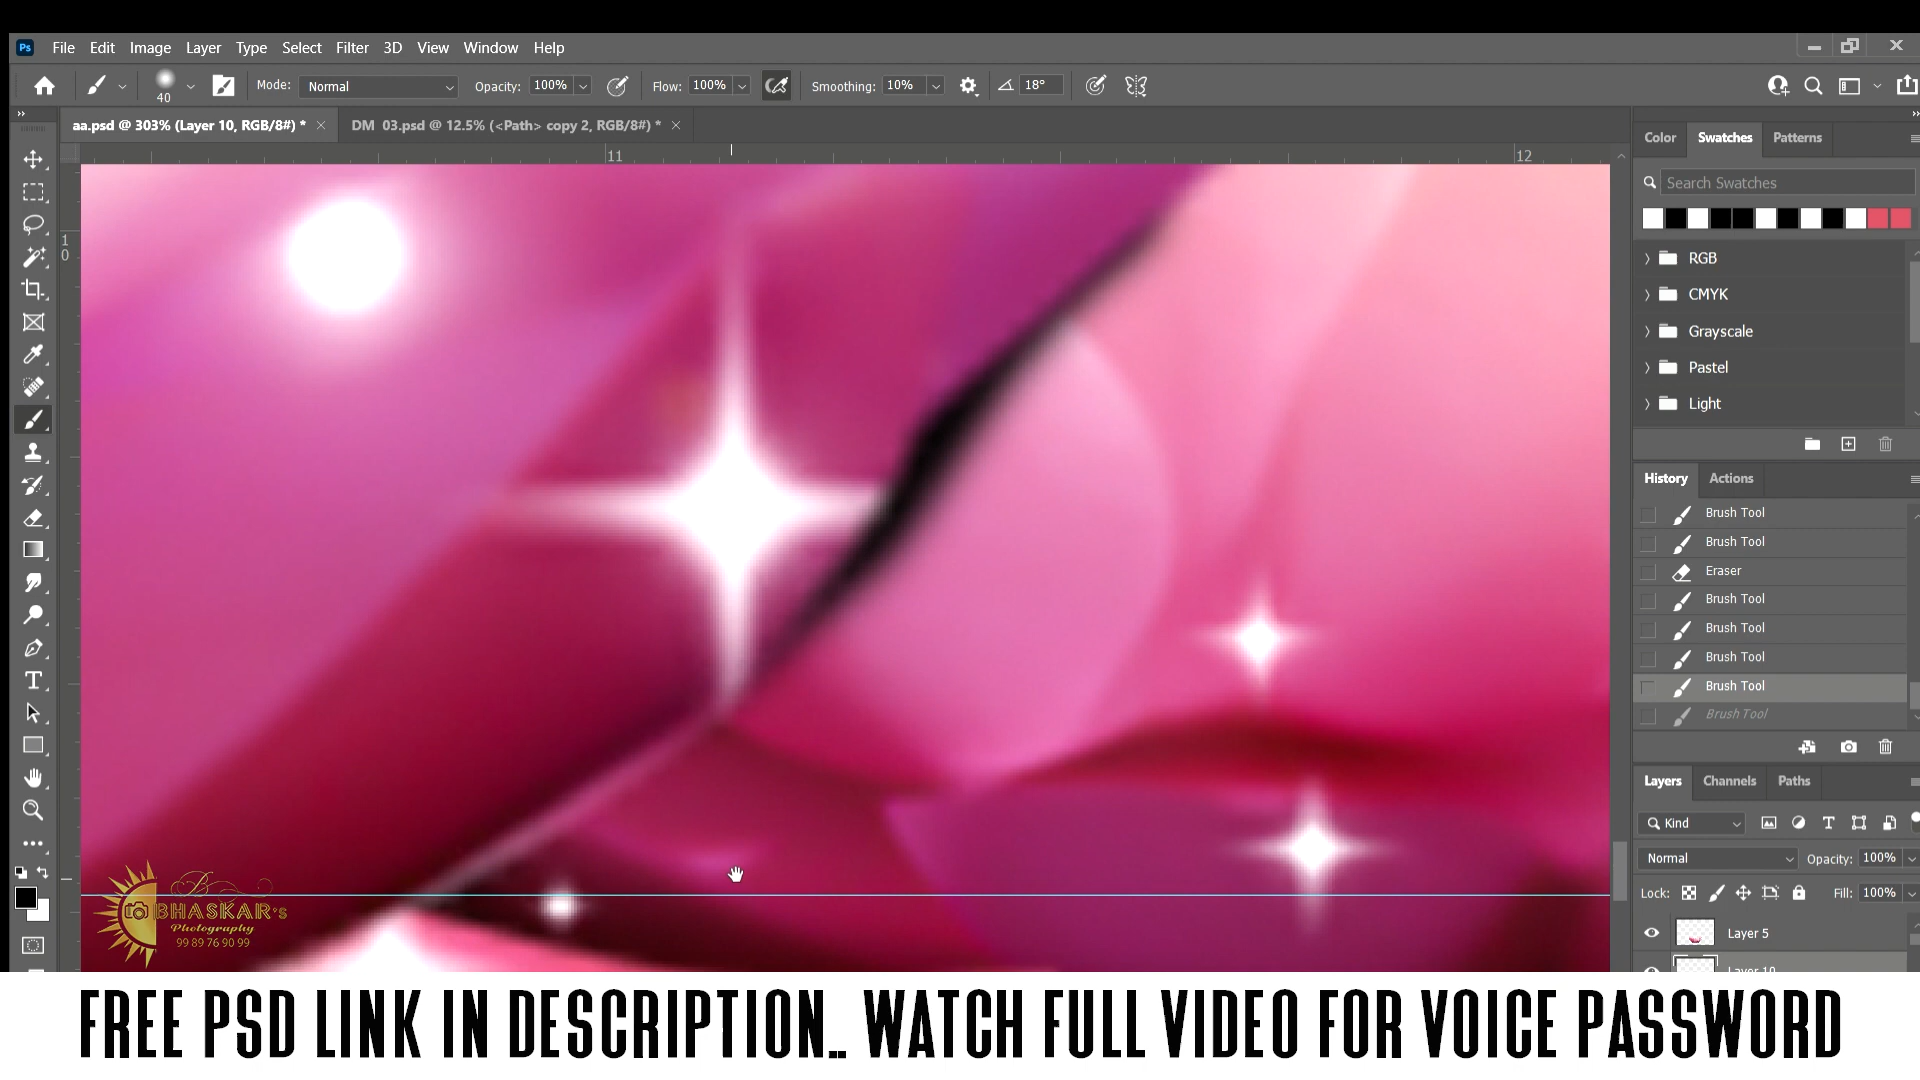 Ps File Edit Image Layer Type Select Filter 3D View Window Help
40 Mode: Normal Opacity: 100% Flow: 100% Smoothing: 10% 18°
aa.psd @ 303% (Layer 10, RGB/8#) * DM 03.psd @ 12.5% (<Path> copy 2, RGB/8#) *
11 12
10
Color Swatches Patterns
Search Swatches
RGB
CMYK
Grayscale
Pastel
Light
History Actions
Brush Tool
Brush Tool
Eraser
Brush Tool
Brush Tool
Brush Tool
Brush Tool
Brush Tool
Layers Channels Paths
Kind
Normal Opacity: 100%
Lock: Fill: 100%
Layer 5
Layer 10
BHASKAR's
Photography
99 89 76 90 99
FREE PSD LINK IN DESCRIPTION.. WATCH FULL VIDEO FOR VOICE PASSWORD